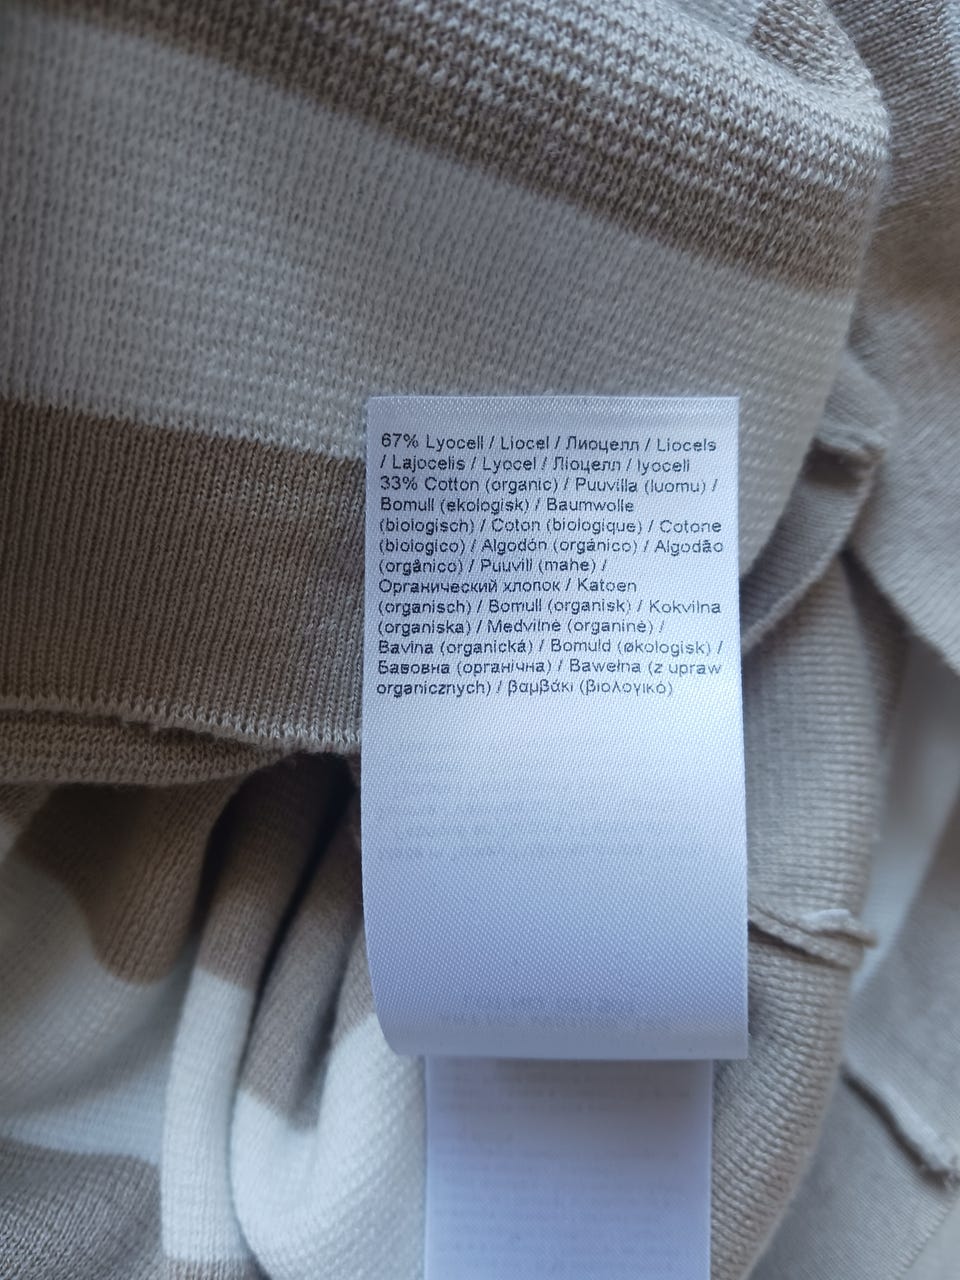 67% Lyocell / Liocel / Лиоцелл / Liocels
/ Lajocelis / Lyocel / Ліоцелл / lyocell
33% Cotton (organic) / Puuvilla (luomu) /
Bomull (ekologisk) / Baumwolle
(biologisch) / Coton (biologique) / Cotone
(biologico) / Algodón (orgánico) / Algodão
(orgânico) / Puuvill (mahe) /
Органический хлопок / Katoen
(organisch) / Bomull (organisk) / Kokvilna
(organiska) / Medvilnė (organinė) /
Bavlna (organická) / Bomuld (økologisk) /
Бавовна (органічна) / Bawełna (z upraw
organicznych) / βαμβάκι (βιολογικό)